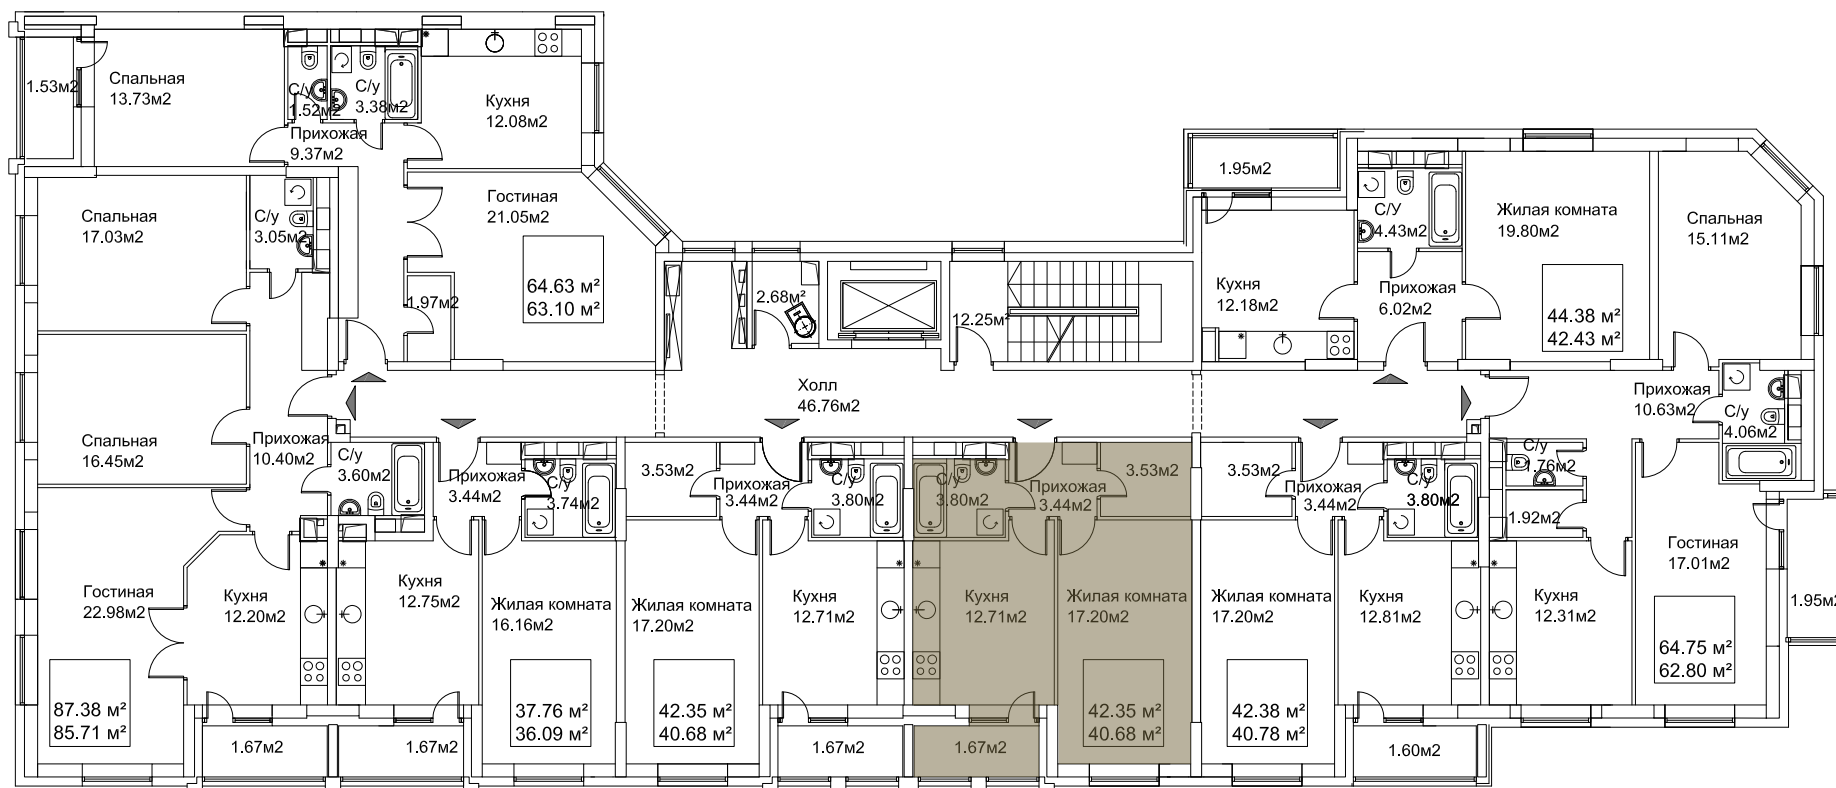 1.53м2
Спальная
13.73м2
С/у
1.52м2
С/у
3.38м2
Кухня
12.08м2
Прихожая
9.37м2
Спальная
17.03м2
С/у
3.05м2
Гостиная
21.05м2
64.63 м²
63.10 м²
1.97м2
2.68м²
12.25м²
1.95м2
Кухня
12.18м2
С/У
4.43м2
Прихожая
6.02м2
Жилая комната
19.80м2
44.38 м²
42.43 м²
Спальная
15.11м2
Холл
46.76м2
Спальная
16.45м2
Прихожая
10.40м2
С/у
3.60м2
Прихожая
3.44м2
С/у
3.74м2
3.53м2
Прихожая
3.44м2
С/у
3.80м2
С/у
3.80м2
Прихожая
3.44м2
3.53м2
3.53м2
Прихожая
3.44м2
С/у
3.80м2
Прихожая
10.63м2
С/у
4.06м2
1.76м2
1.92м2
Гостиная
17.01м2
64.75 м²
62.80 м²
1.95м2
Гостиная
22.98м2
87.38 м²
85.71 м²
Кухня
12.20м2
Кухня
12.75м2
Жилая комната
16.16м2
37.76 м²
36.09 м²
Жилая комната
17.20м2
42.35 м²
40.68 м²
Кухня
12.71м2
Кухня
12.71м2
Жилая комната
17.20м2
42.35 м²
40.68 м²
Жилая комната
17.20м2
42.38 м²
40.78 м²
Кухня
12.81м2
Кухня
12.31м2
1.67м2
1.67м2
1.67м2
1.67м2
1.60м2